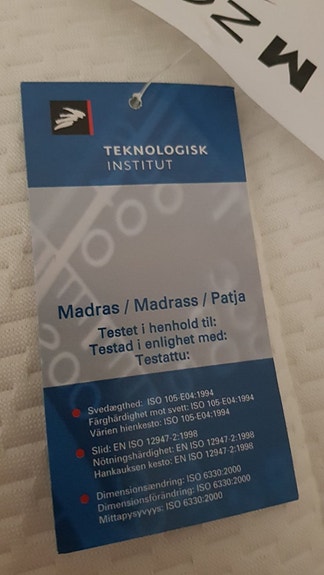 MZ
TEKNOLOGISK
INSTITUT
Madras / Madrass / Patja
Testet i henhold til:
Testad i enlighet med:
Testattu:
Svedægthed: ISO 105-E04:1994
Färghärdighet mot svett: ISO 105-E04:1994
Värien hienkesto: ISO 105-E04:1994
Slid: EN ISO 12947-2:1998
Nötningshärdighet: EN ISO 12947-2:1998
Hankauksen kesto: EN ISO 12947-2:1998
Dimensionsændring: ISO 6330:2000
Dimensionsförändring: ISO 6330:2000
Mittapysyvyys: ISO 6330:2000